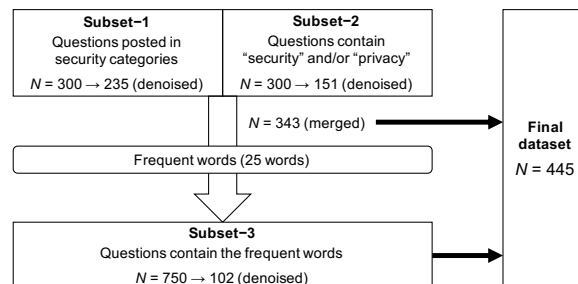 Subset−1
Questions posted in
security categories
N = 300 → 235 (denoised)
Subset−2
Questions contain
“security” and/or “privacy”
N = 300 → 151 (denoised)
N = 343 (merged)
Frequent words (25 words)
Subset−3
Questions contain the frequent words
N = 750 → 102 (denoised)
Final
dataset
N = 445